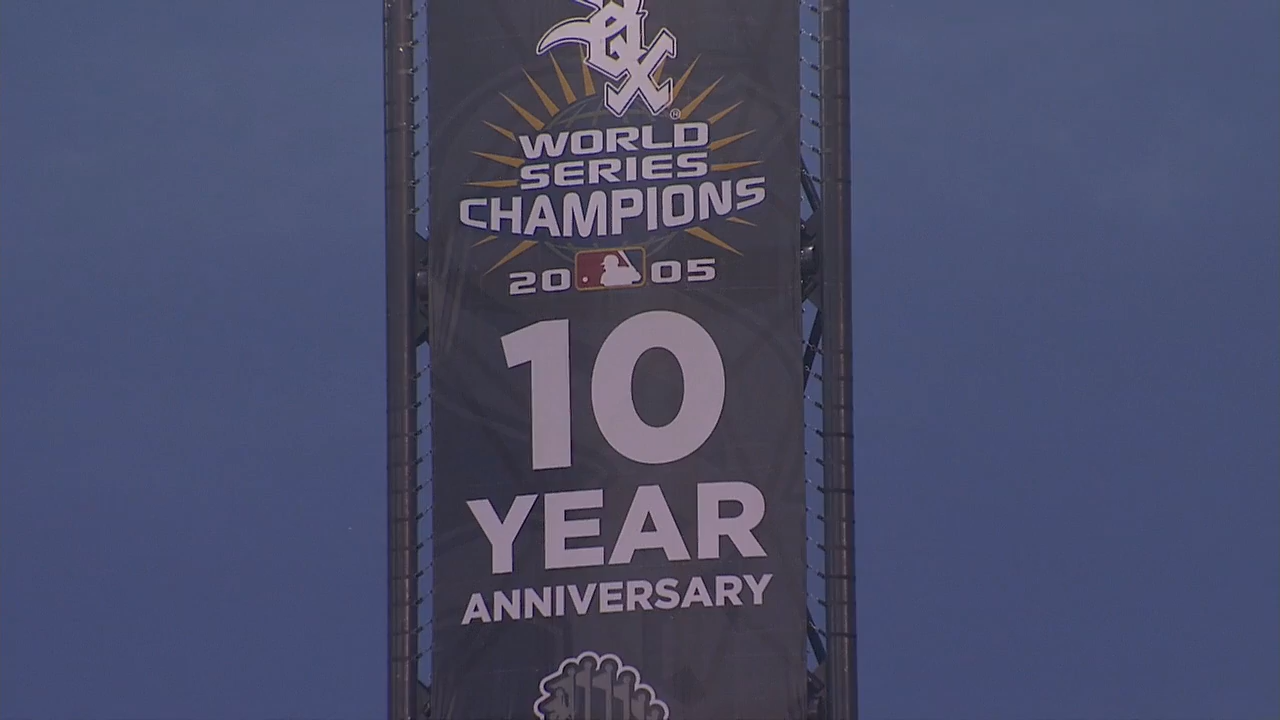 Sox
®
WORLD
SERIES
CHAMPIONS
2005
10
YEAR
ANNIVERSARY